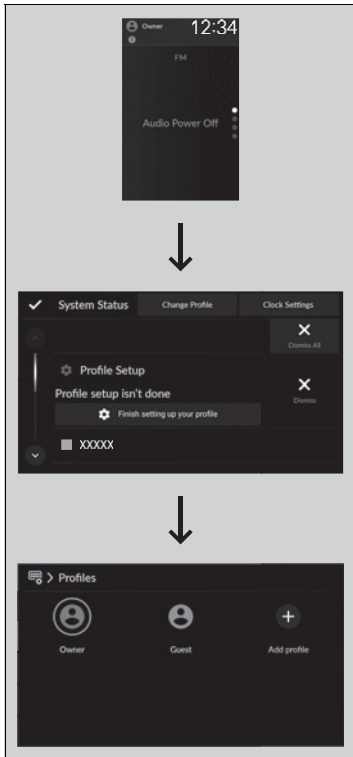 Owner 12:34
FM
Audio Power Off
System Status Change Profile Clock Settings
Dismiss All
Profile Setup
Profile setup isn't done
Dismiss
Finish setting up your profile
XXXXX
Profiles
Owner Guest Add profile